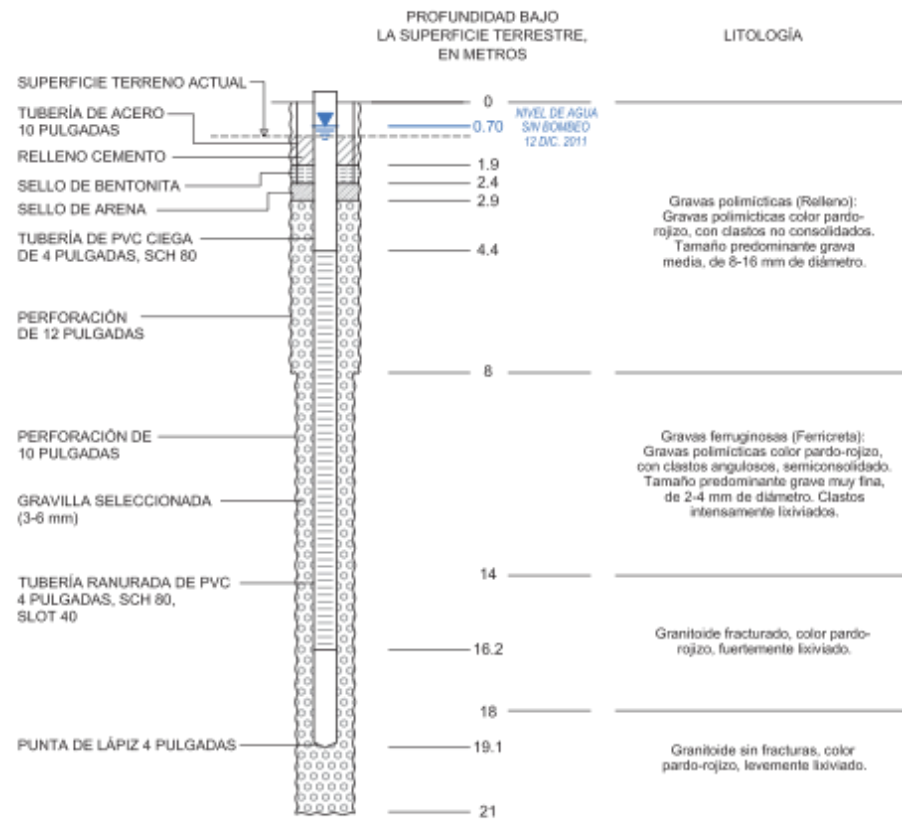 PROFUNDIDAD BAJO
LA SUPERFICIE TERRESTRE,
EN METROS
LITOLOGÍA
SUPERFICIE TERRENO ACTUAL
TUBERÍA DE ACERO
10 PULGADAS
RELLENO CEMENTO
SELLO DE BENTONITA
SELLO DE ARENA
TUBERÍA DE PVC CIEGA
DE 4 PULGADAS, SCH 80
PERFORACIÓN
DE 12 PULGADAS
PERFORACIÓN DE
10 PULGADAS
GRAVILLA SELECCIONADA
(3-6 mm)
TUBERÍA RANURADA DE PVC
4 PULGADAS, SCH 80,
SLOT 40
PUNTA DE LÁPIZ 4 PULGADAS
0
0.70
NIVEL DE AGUA
SIN BOMBEO
12 DIC. 2011
1.9
2.4
2.9
4.4
8
14
16.2
18
19.1
21
Gravas polimícticas (Relleno):
Gravas polimícticas color pardo-
rojizo, con clastos no consolidados.
Tamaño predominante grava
media, de 8-16 mm de diámetro.
Gravas ferruginosas (Ferricreta):
Gravas polimícticas color pardo-rojizo,
con clastos angulosos, semiconsolidado.
Tamaño predominante grave muy fina,
de 2-4 mm de diámetro. Clastos
intensamente lixiviados.
Granitoide fracturado, color pardo-
rojizo, fuertemente lixiviado.
Granitoide sin fracturas, color
pardo-rojizo, levemente lixiviado.